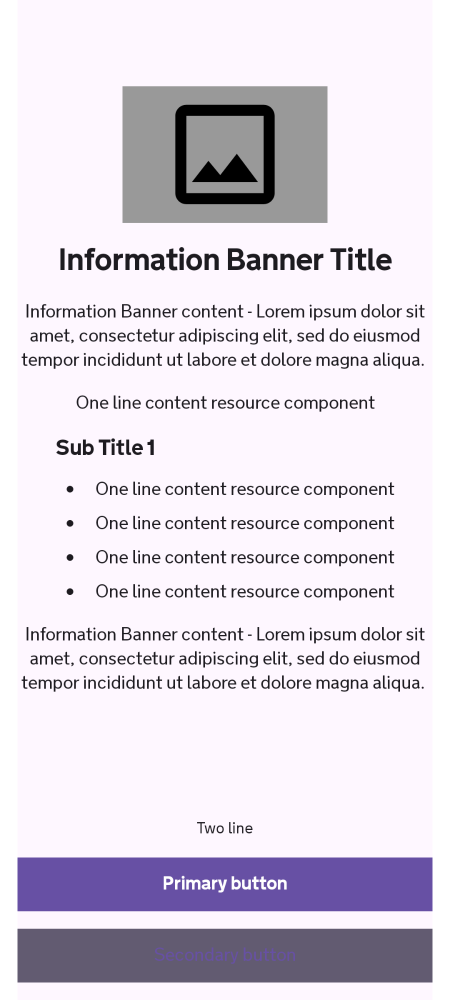 Information Banner Title
Information Banner content - Lorem ipsum dolor sit
amet, consectetur adipiscing elit, sed do eiusmod
tempor incididunt ut labore et dolore magna aliqua.
One line content resource component
Sub Title 1
• One line content resource component
• One line content resource component
• One line content resource component
• One line content resource component
Information Banner content - Lorem ipsum dolor sit
amet, consectetur adipiscing elit, sed do eiusmod
tempor incididunt ut labore et dolore magna aliqua.
Two line
Primary button
Secondary button